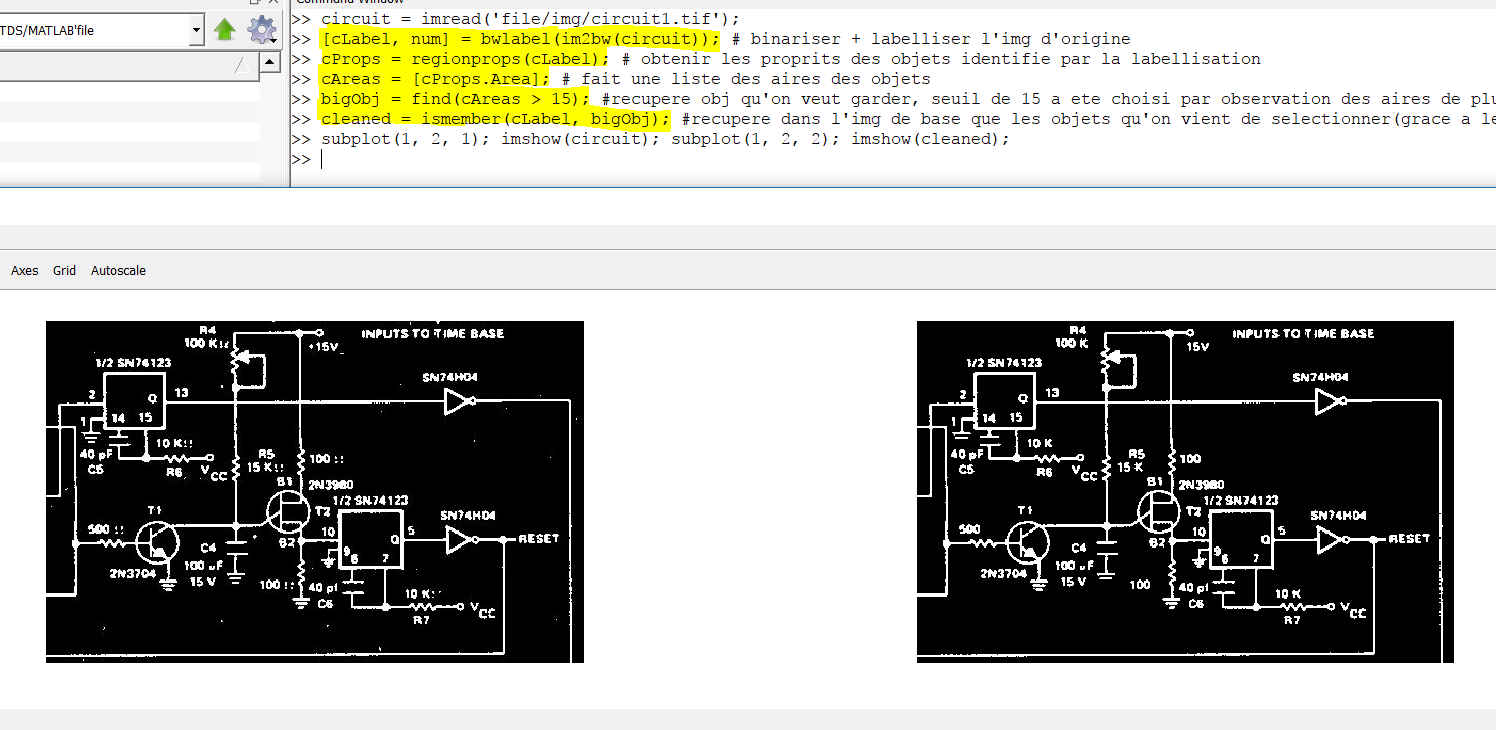 Command Window
TDS/MATLAB'file
>> circuit = imread('file/img/circuit1.tif');
>> [cLabel, num] = bwlabel(im2bw(circuit)); # binariser + labelliser l'img d'origine
>> cProps = regionprops(cLabel); # obtenir les proprits des objets identifie par la labellisation
>> cAreas = [cProps.Area]; # fait une liste des aires des objets
>> bigObj = find(cAreas > 15); #recupere obj qu'on veut garder, seuil de 15 a ete choisi par observation des aires de plu
>> cleaned = ismember(cLabel, bigObj); #recupere dans l'img de base que les objets qu'on vient de selectionner(grace a le
>> subplot(1, 2, 1); imshow(circuit); subplot(1, 2, 2); imshow(cleaned);
>>
Axes Grid Autoscale
R4
100 KΩ
+15V
INPUTS TO TIME BASE
1/2 SN74123
SN74H04
2
Q
13
1
14 15
10 KΩ
40 pF
C5
R6
VCC
R5
15 KΩ
100 Ω
B1
2N3980
1/2 SN74123
T1
T2
SN74H04
500 Ω
10
Q
5
RESET
B2
9
C4
6
7
2N3704
100 uF
15 V
100 Ω
40 pf
C6
10 K
VCC
R7
R4
100 K
15V
INPUTS TO TIME BASE
1/2 SN74123
SN74H04
2
Q
13
1
14 15
10 K
40 pF
C5
R6
VCC
R5
15 K
100
B1
2N3980
1/2 SN74123
T1
T2
SN74H04
500
10
Q
5
RESET
B2
9
C4
6
7
2N3704
100 uF
15 V
100
40 pf
C6
10 K
VCC
R7